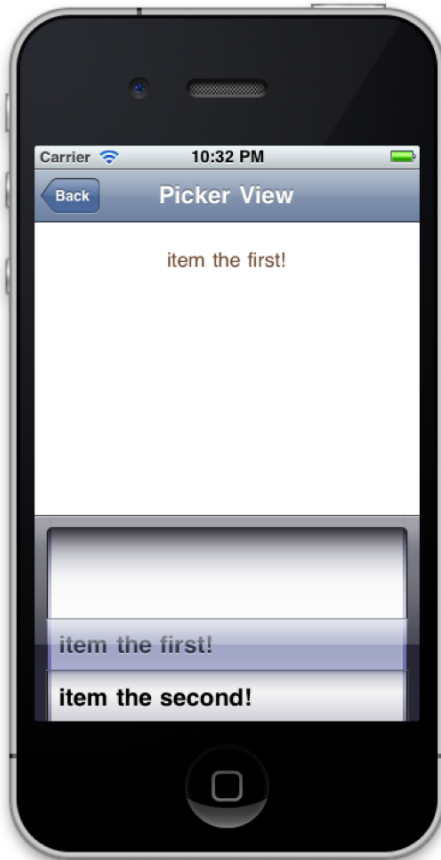 Carrier 10:32 PM
Back Picker View
item the first!
item the first!
item the second!